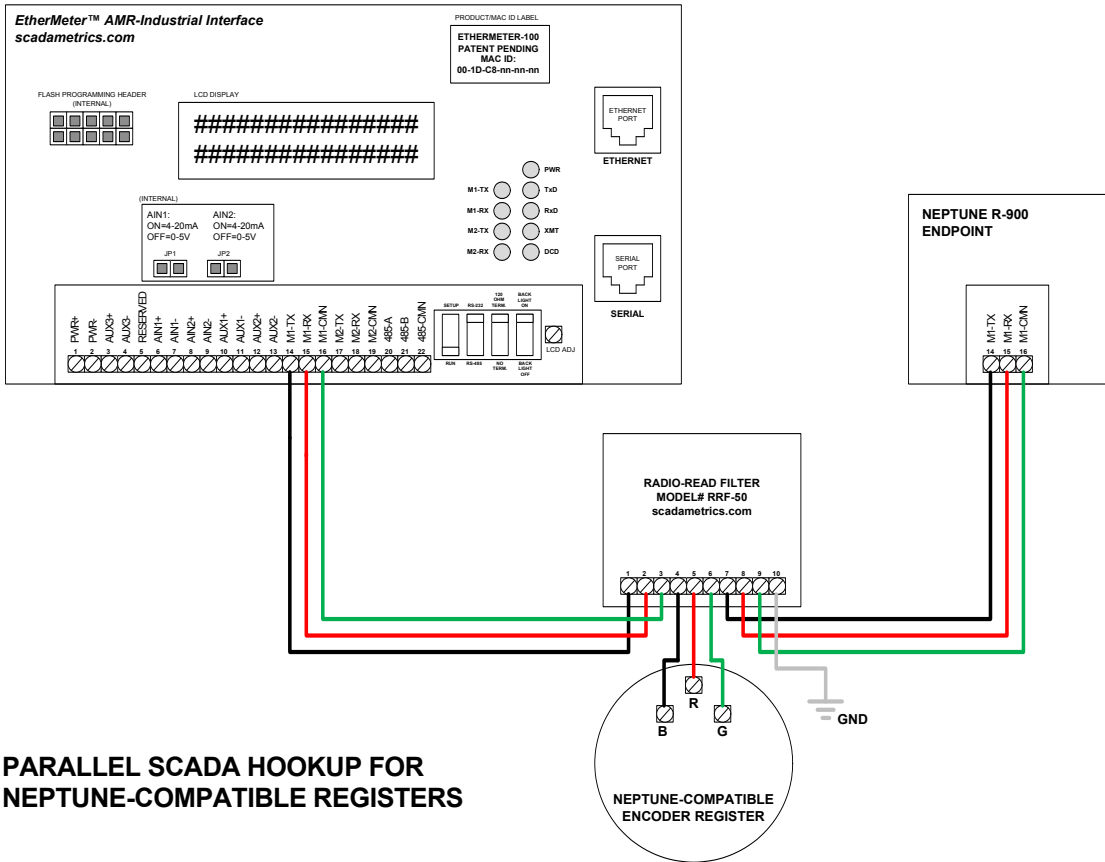 EtherMeter™ AMR-Industrial Interface
scadametrics.com
PRODUCT/MAC ID LABEL
ETHERMETER-100
PATENT PENDING
MAC ID:
00-1D-C8-nn-nn-nn
FLASH PROGRAMMING HEADER
(INTERNAL)
LCD DISPLAY
####################
####################
ETHERNET
PORT
ETHERNET
PWR
M1-TX TxD
M1-RX RxD
M2-TX XMT
M2-RX DCD
(INTERNAL)
AIN1: AIN2:
ON=4-20mA ON=4-20mA
OFF=0-5V OFF=0-5V
JP1 JP2
SERIAL
PORT
SERIAL
PWR+ PWR- AUX3+ AUX3- RESERVED AIN1+ AIN1- AIN2+ AIN2- AUX1+ AUX1- AUX2+ AUX2- M1-TX M1-RX M1-CMN M2-TX M2-RX M2-CMN 485-A 485-B 485-CMN
1 2 3 4 5 6 7 8 9 10 11 12 13 14 15 16 17 18 19 20 21 22
SETUP
RUN
RS-232
RS-485
120
OHM
TERM.
NO
TERM.
BACK
LIGHT
ON
BACK
LIGHT
OFF
LCD ADJ
NEPTUNE R-900
ENDPOINT
M1-TX M1-RX M1-CMN
14 15 16
RADIO-READ FILTER
MODEL# RRF-50
scadametrics.com
1 2 3 4 5 6 7 8 9 10
R
B G
GND
NEPTUNE-COMPATIBLE
ENCODER REGISTER
PARALLEL SCADA HOOKUP FOR
NEPTUNE-COMPATIBLE REGISTERS